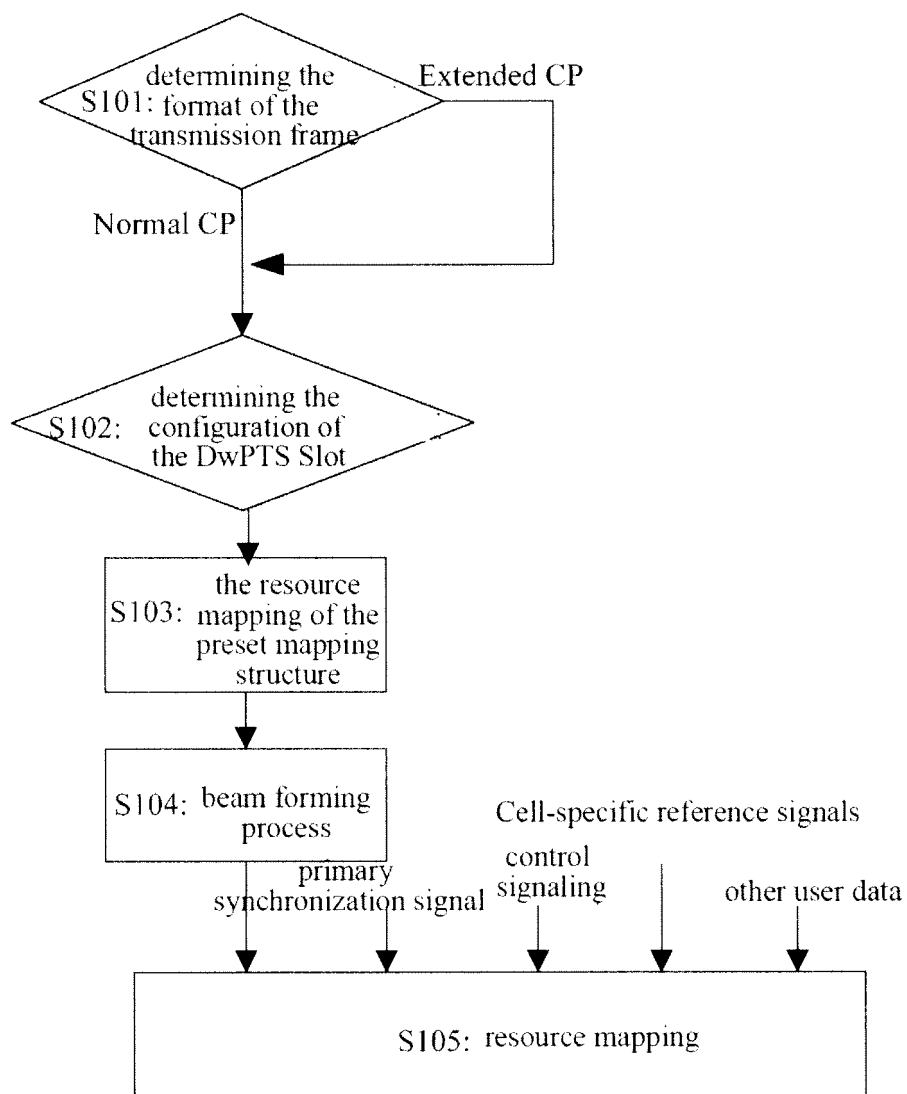 determining the
Extended CP
S101: format of the
transmission frame
Normal CP
determining the
S102: configuration of
the DwPTS Slot
the resource
S103: mapping of the
preset mapping
structure
S104: beam forming
process
Cell-specific reference signals
control
signaling
primary
synchronization signal
other user data
S105: resource mapping